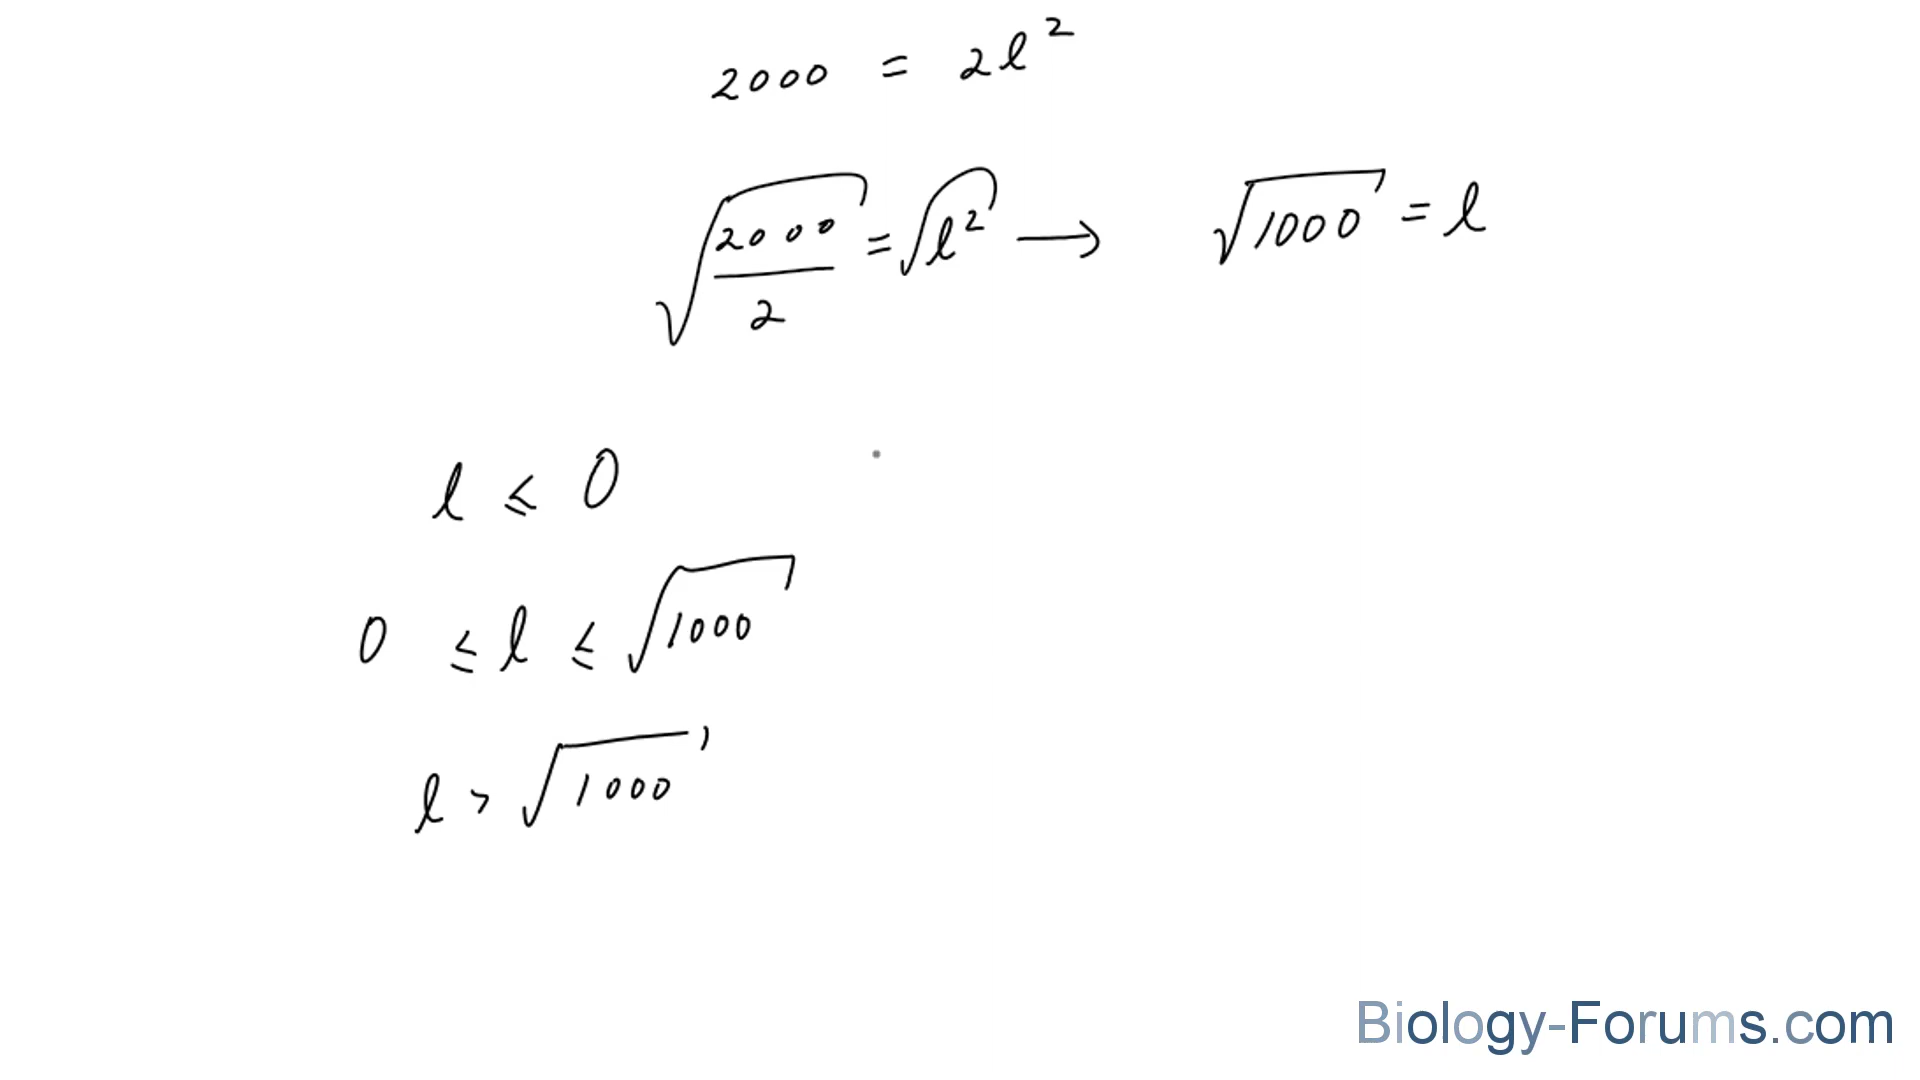 2000 = 2l²
√(2000/2) = √l² → √1000 = l
l ≤ 0
0 ≤ l ≤ √1000
l > √1000
Biology-Forums.com